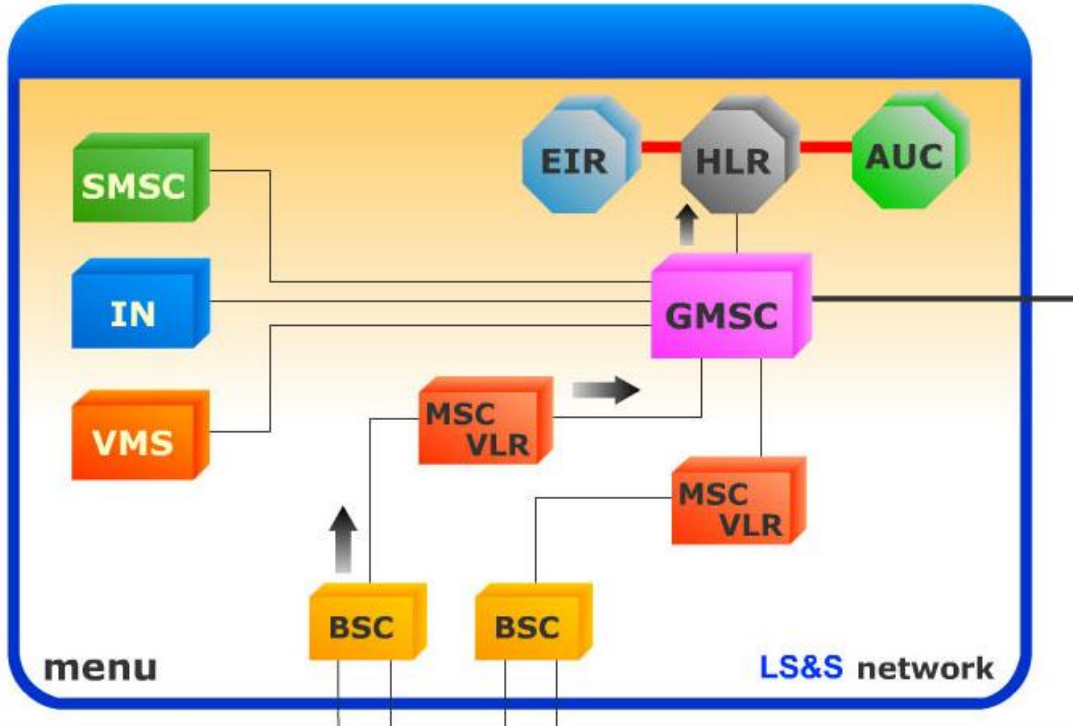 EIR
HLR
AUC
SMSC
IN
GMSC
VMS
MSC
VLR
MSC
VLR
BSC
BSC
menu
LS&S network